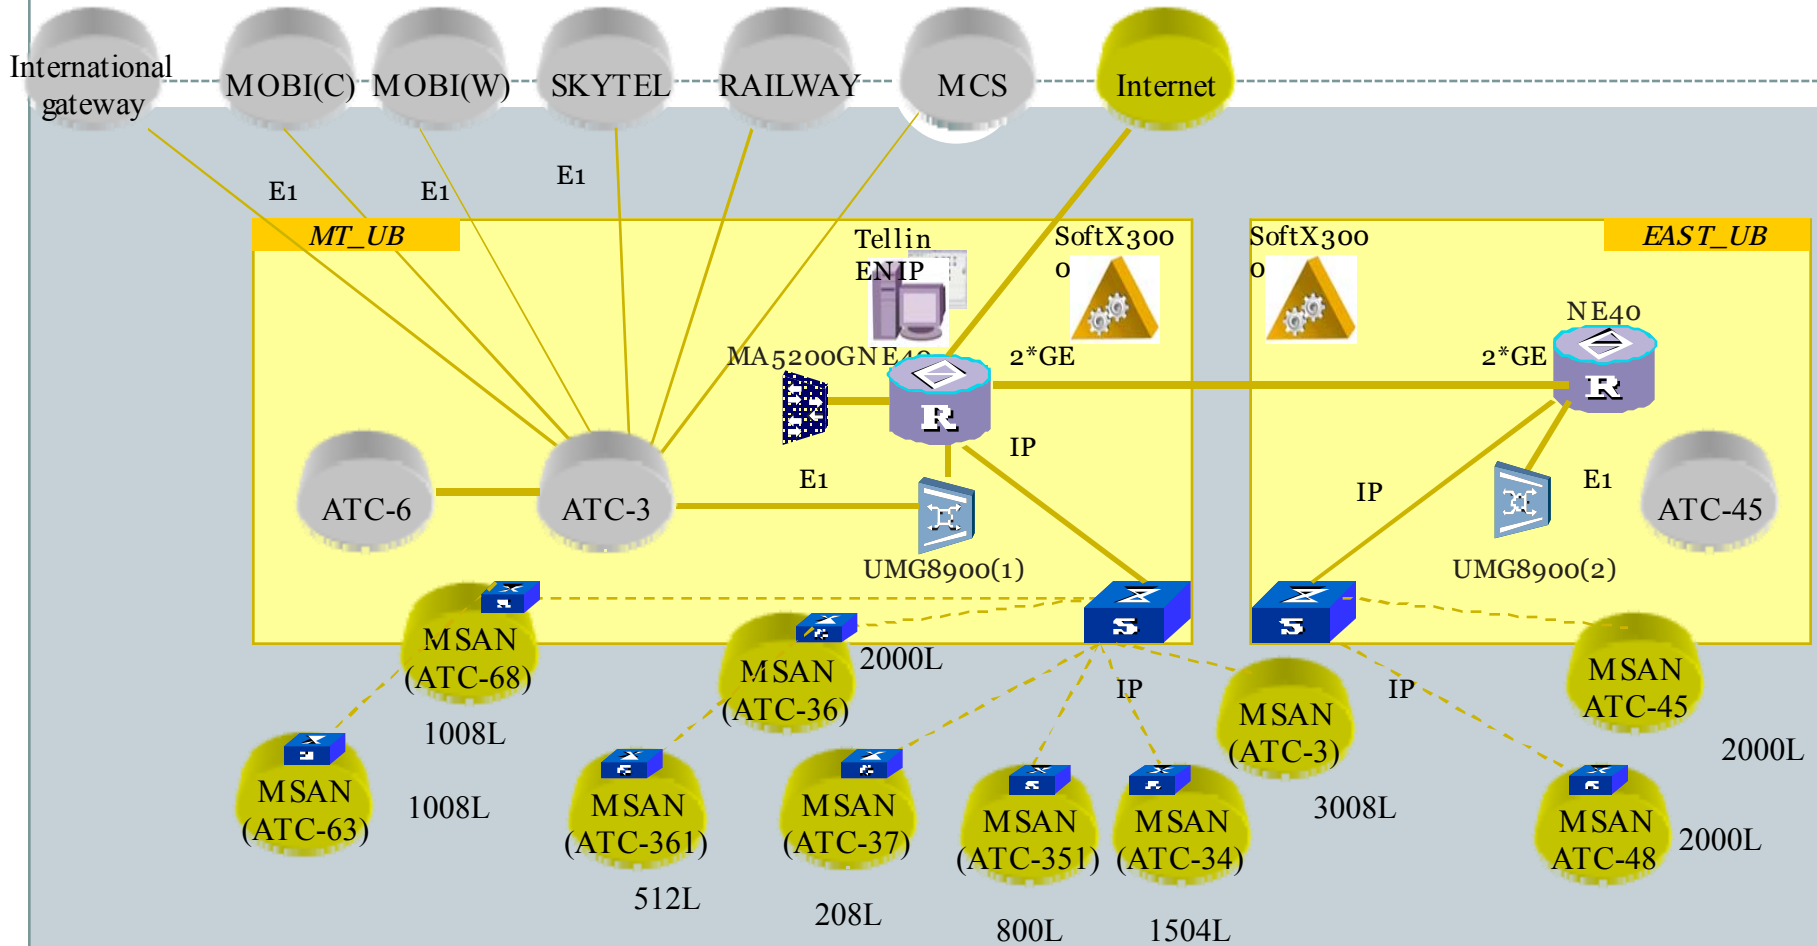 International
gateway
MOBI(C)
MOBI(W)
SKYTEL
RAILWAY
MCS
Internet
E1
E1
E1
MT_UB
Tellin
ENIP
SoftX300
0
SoftX300
0
EAST_UB
NE40
MA5200G
NE40
2*GE
2*GE
R
R
IP
E1
IP
E1
ATC-6
ATC-3
ATC-45
UMG8900(1)
UMG8900(2)
S
S
MSAN
(ATC-68)
1008L
MSAN
(ATC-36)
2000L
IP
MSAN
(ATC-3)
3008L
IP
MSAN
ATC-45
2000L
MSAN
(ATC-63)
1008L
MSAN
(ATC-361)
512L
MSAN
(ATC-37)
208L
S
MSAN
(ATC-351)
800L
MSAN
(ATC-34)
1504L
MSAN
ATC-48
2000L